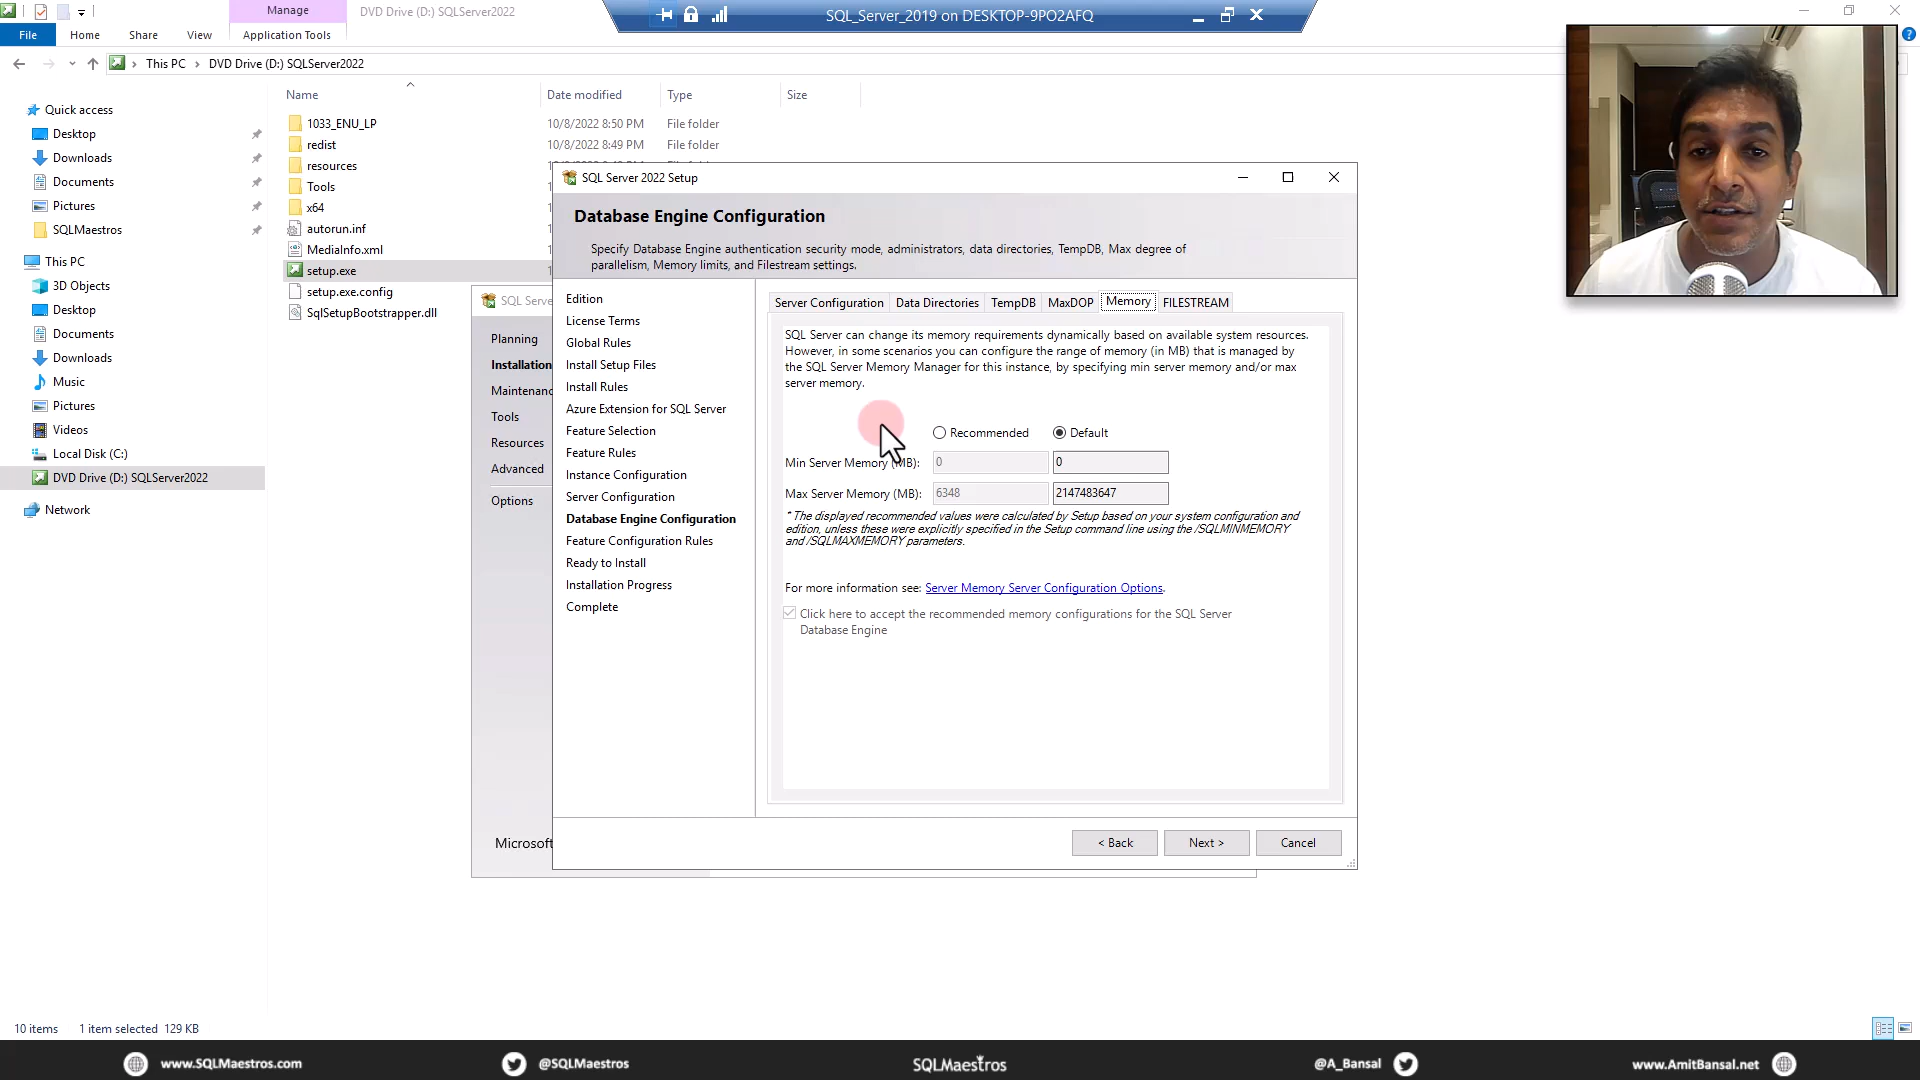 Manage
DVD Drive (D:) SQLServer2022
SQL_Server_2019 on DESKTOP-9PO2AFQ
File
Home
Share
View
Application Tools
This PC
DVD Drive (D:) SQLServer2022
Name
Date modified
Type
Size
Quick access
Desktop
Downloads
Documents
Pictures
SQLMaestros
This PC
3D Objects
Desktop
Documents
Downloads
Music
Pictures
Videos
Local Disk (C:)
DVD Drive (D:) SQLServer2022
Network
1033_ENU_LP
10/8/2022 8:50 PM
File folder
redist
10/8/2022 8:49 PM
File folder
resources
Tools
x64
autorun.inf
MediaInfo.xml
setup.exe
setup.exe.config
SqlSetupBootstrapper.dll
SQL Serve
Planning
Installation
Maintenanc
Tools
Resources
Advanced
Options
Microsoft
SQL Server 2022 Setup
Database Engine Configuration
Specify Database Engine authentication security mode, administrators, data directories, TempDB, Max degree of
parallelism, Memory limits, and Filestream settings.
Edition
License Terms
Global Rules
Install Setup Files
Install Rules
Azure Extension for SQL Server
Feature Selection
Feature Rules
Instance Configuration
Server Configuration
Database Engine Configuration
Feature Configuration Rules
Ready to Install
Installation Progress
Complete
Server Configuration
Data Directories
TempDB
MaxDOP
Memory
FILESTREAM
SQL Server can change its memory requirements dynamically based on available system resources.
However, in some scenarios you can configure the range of memory (in MB) that is managed by
the SQL Server Memory Manager for this instance, by specifying min server memory and/or max
server memory.
Recommended
Default
Min Server Memory (MB):
0
0
Max Server Memory (MB):
6348
2147483647
* The displayed recommended values were calculated by Setup based on your system configuration and
edition, unless these were explicitly specified in the Setup command line using the /SQLMINMEMORY
and /SQLMAXMEMORY parameters.
For more information see: Server Memory Server Configuration Options.
Click here to accept the recommended memory configurations for the SQL Server
Database Engine
< Back
Next >
Cancel
10 items
1 item selected 129 KB
www.SQLMaestros.com
@SQLMaestros
SQLMaestros
@A_Bansal
www.AmitBansal.net